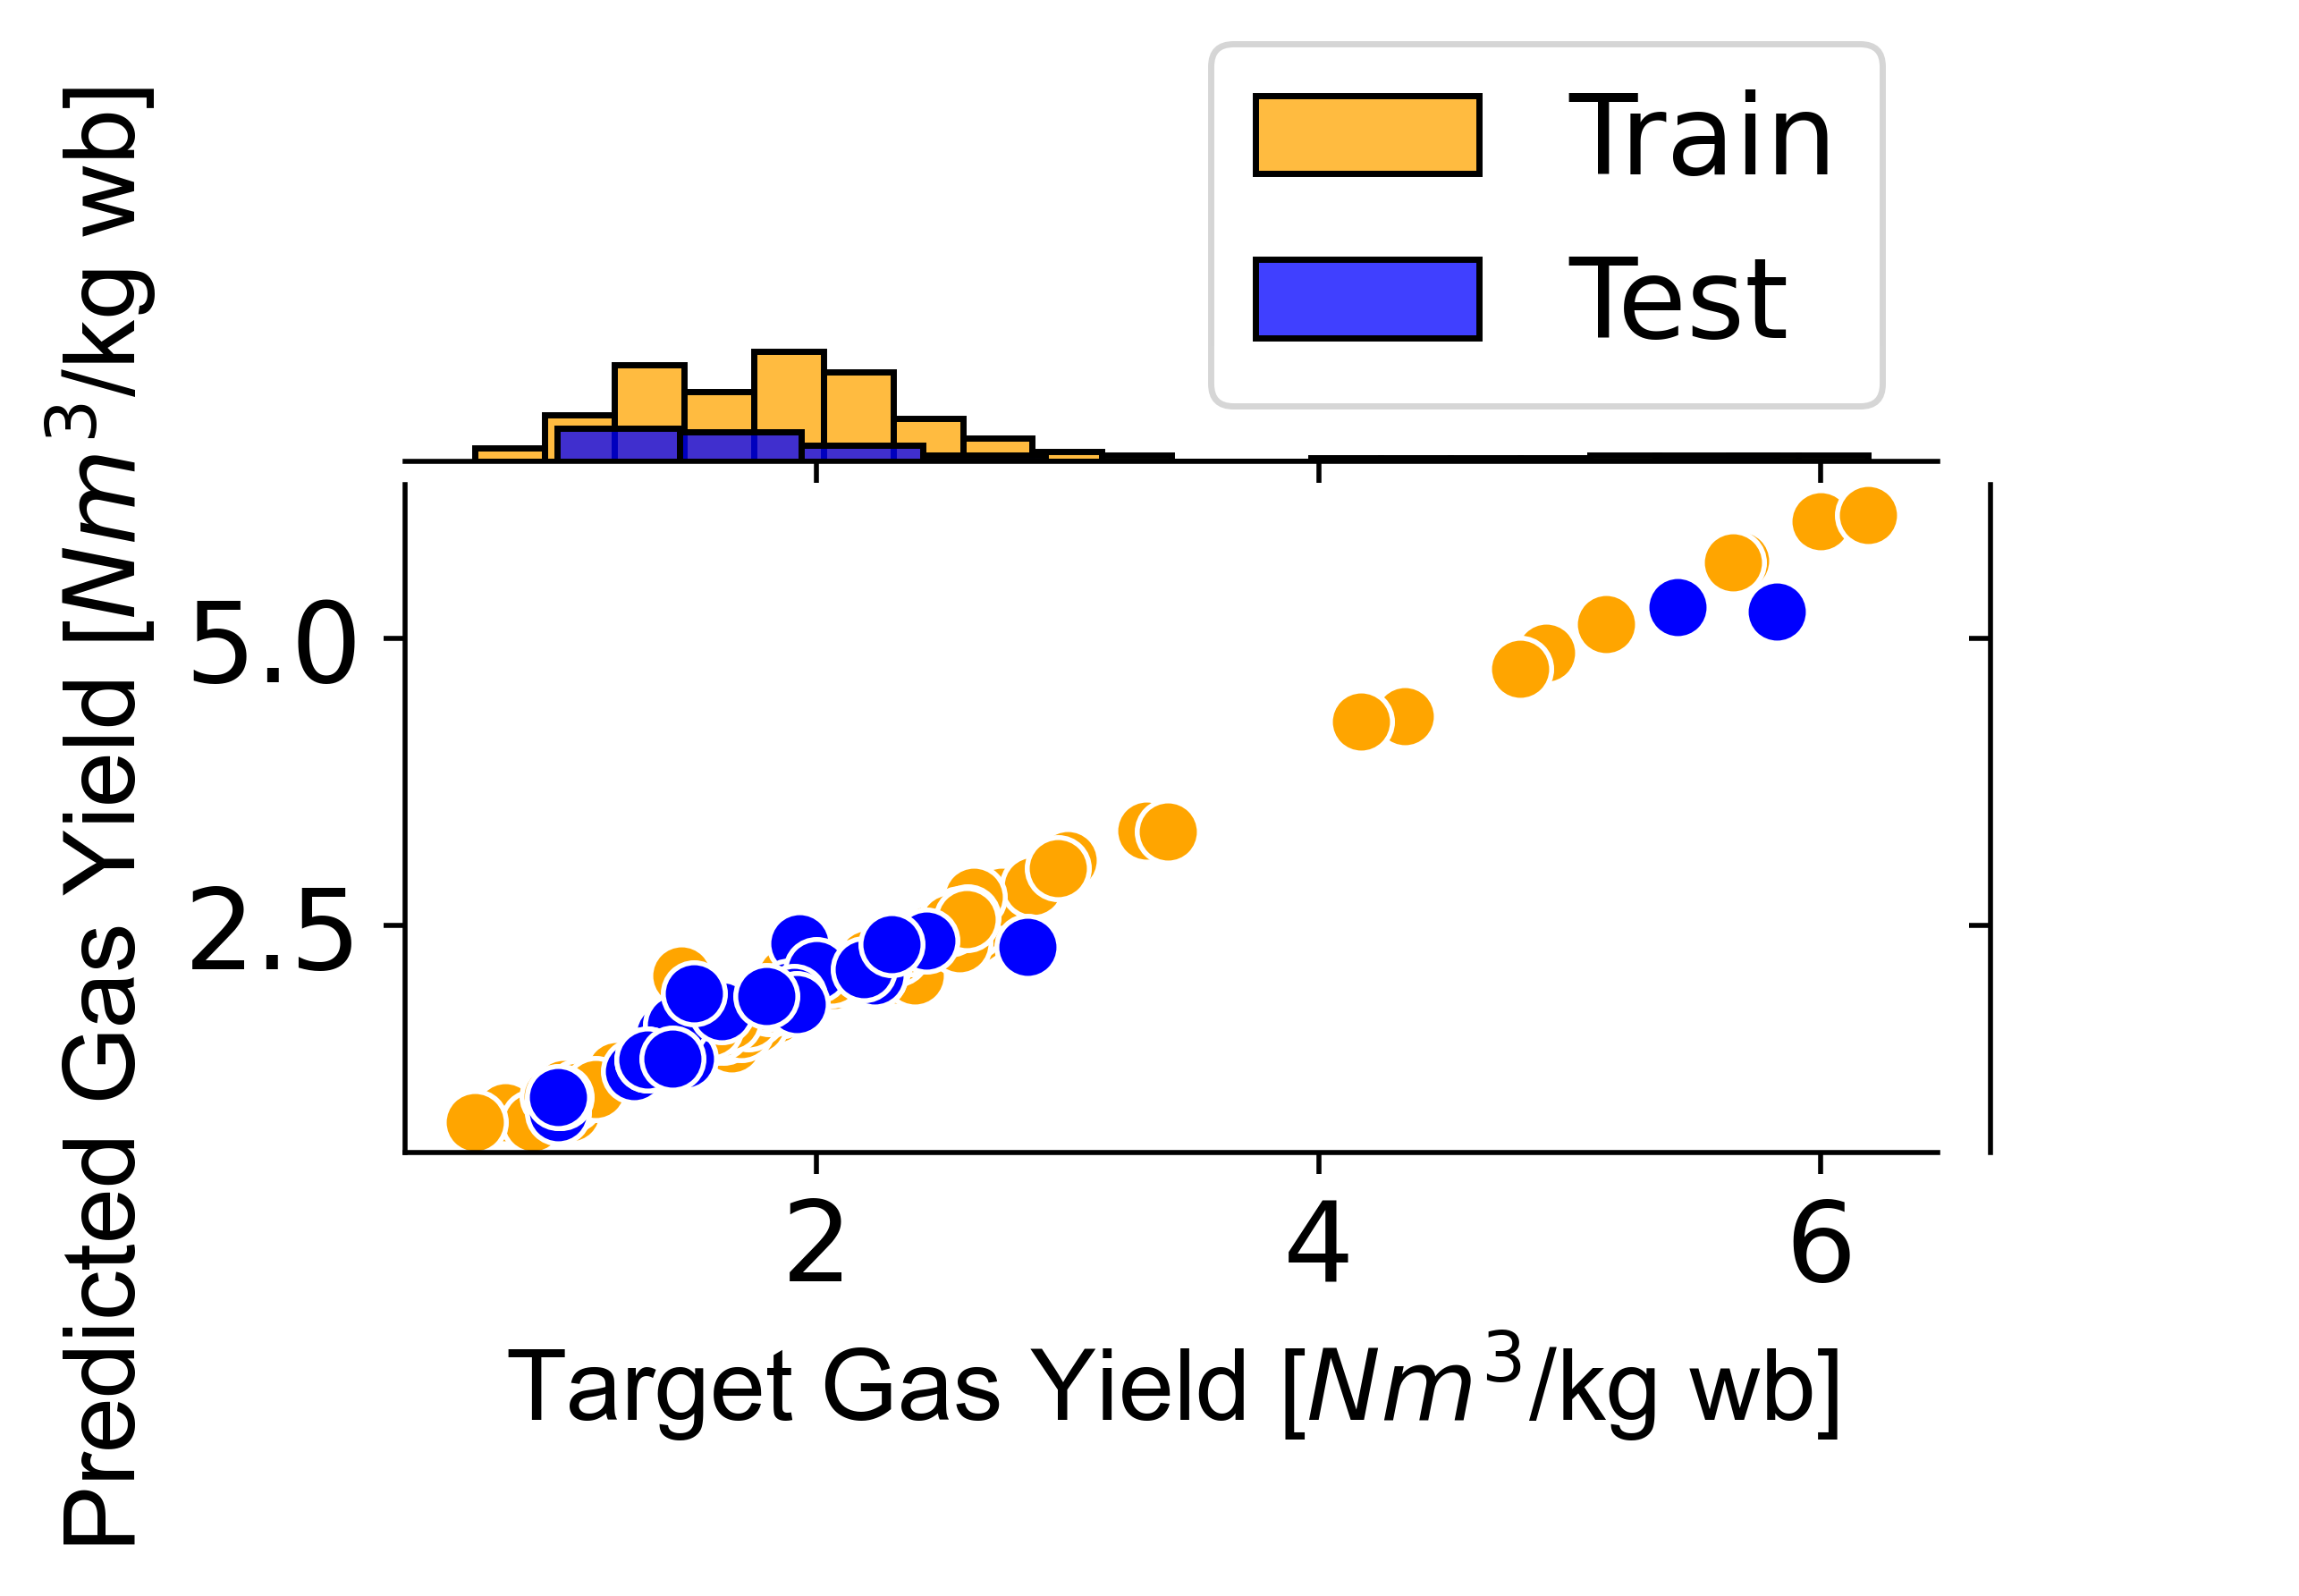 Train
Test
Predicted Gas Yield [Nm³/kg wb]
5.0
2.5
2 4 6
Target Gas Yield [Nm³/kg wb]